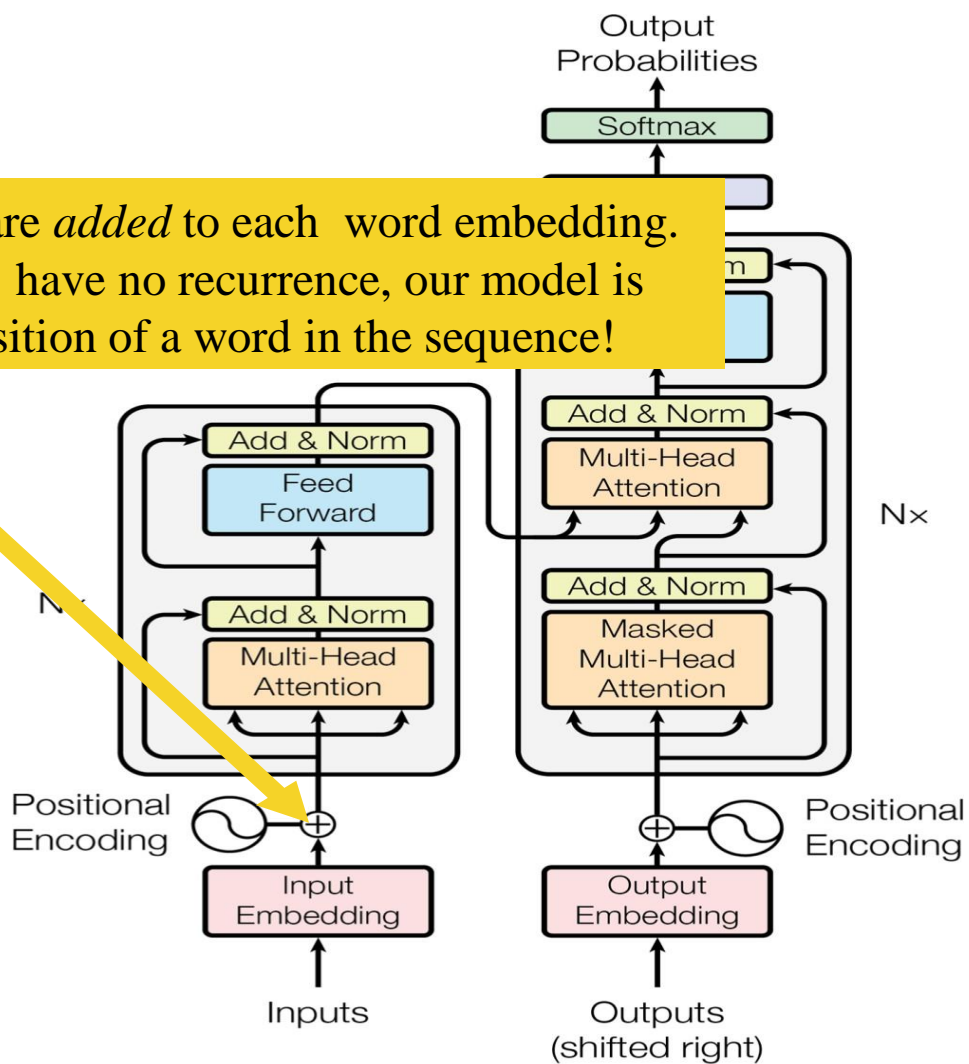 Output
Probabilities
Softmax
are added to each word embedding.
have no recurrence, our model is
sition of a word in the sequence!
Add & Norm
Feed
Forward
Add & Norm
Multi-Head
Attention
Positional
Encoding
Input
Embedding
Inputs
Add & Norm
Multi-Head
Attention
N×
Add & Norm
Masked
Multi-Head
Attention
Positional
Encoding
Output
Embedding
Outputs
(shifted right)